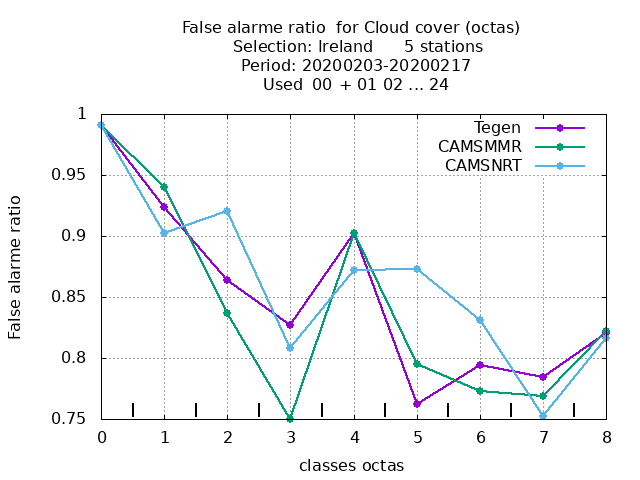 False alarme ratio  for Cloud cover (octas)
Selection: Ireland      5 stations
Period: 20200203-20200217
Used  00 + 01 02 ... 24
Tegen
CAMSMMR
CAMSNRT
1
0.95
0.9
0.85
0.8
0.75
False alarme ratio
0 1 2 3 4 5 6 7 8
classes octas